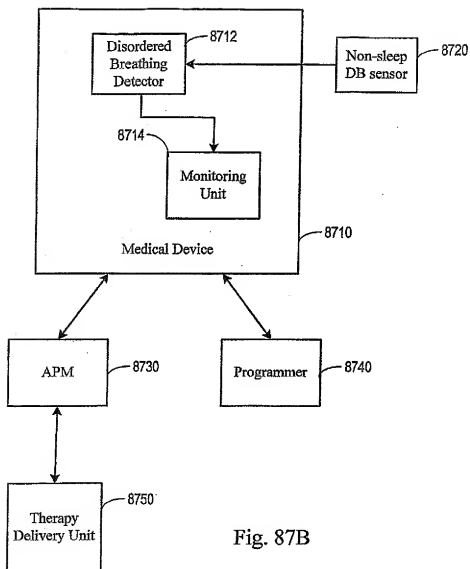 Disordered
Breathing
Detector
8712
Non-sleep
DB sensor
8720
8714
Monitoring
Unit
Medical Device
8710
APM
8730
Programmer
8740
Therapy
Delivery Unit
8750
Fig. 87B